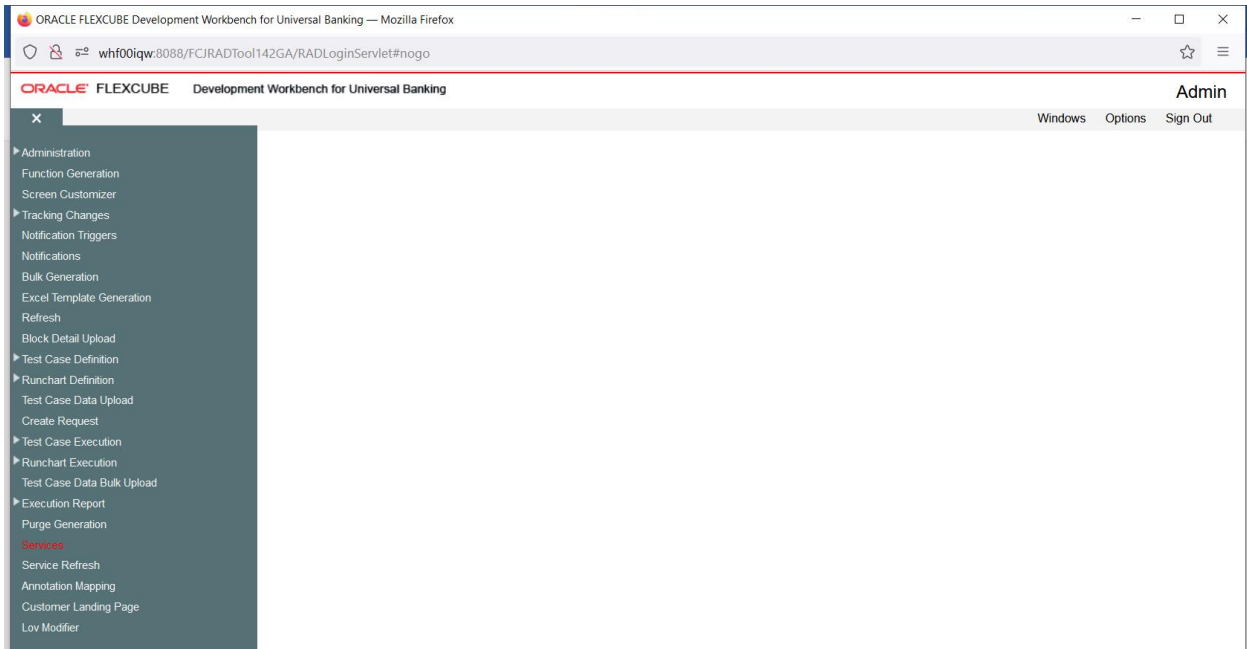 ORACLE FLEXCUBE Development Workbench for Universal Banking — Mozilla Firefox
whf00iqw:8088/FCJRADTool142GA/RADLoginServlet#nogo
ORACLE FLEXCUBE Development Workbench for Universal Banking Admin
Windows Options Sign Out
Administration
Function Generation
Screen Customizer
Tracking Changes
Notification Triggers
Notifications
Bulk Generation
Excel Template Generation
Refresh
Block Detail Upload
Test Case Definition
Runchart Definition
Test Case Data Upload
Create Request
Test Case Execution
Runchart Execution
Test Case Data Bulk Upload
Execution Report
Purge Generation
Services
Service Refresh
Annotation Mapping
Customer Landing Page
Lov Modifier